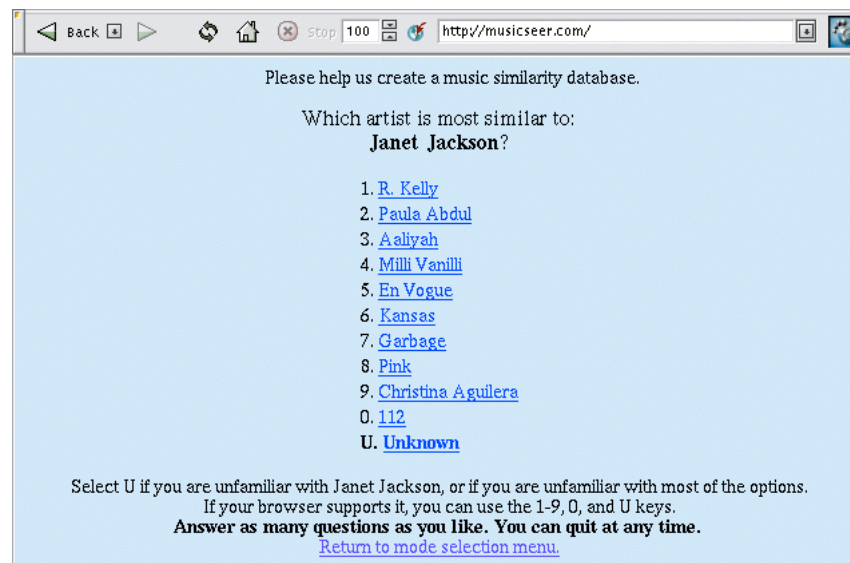 Back Stop 100 http://musicseer.com/
Please help us create a music similarity database.
Which artist is most similar to:
Janet Jackson?
1. R. Kelly
2. Paula Abdul
3. Aaliyah
4. Milli Vanilli
5. En Vogue
6. Kansas
7. Garbage
8. Pink
9. Christina Aguilera
0. 112
U. Unknown
Select U if you are unfamiliar with Janet Jackson, or if you are unfamiliar with most of the options.
If your browser supports it, you can use the 1-9, 0, and U keys.
Answer as many questions as you like. You can quit at any time.
Return to mode selection menu.